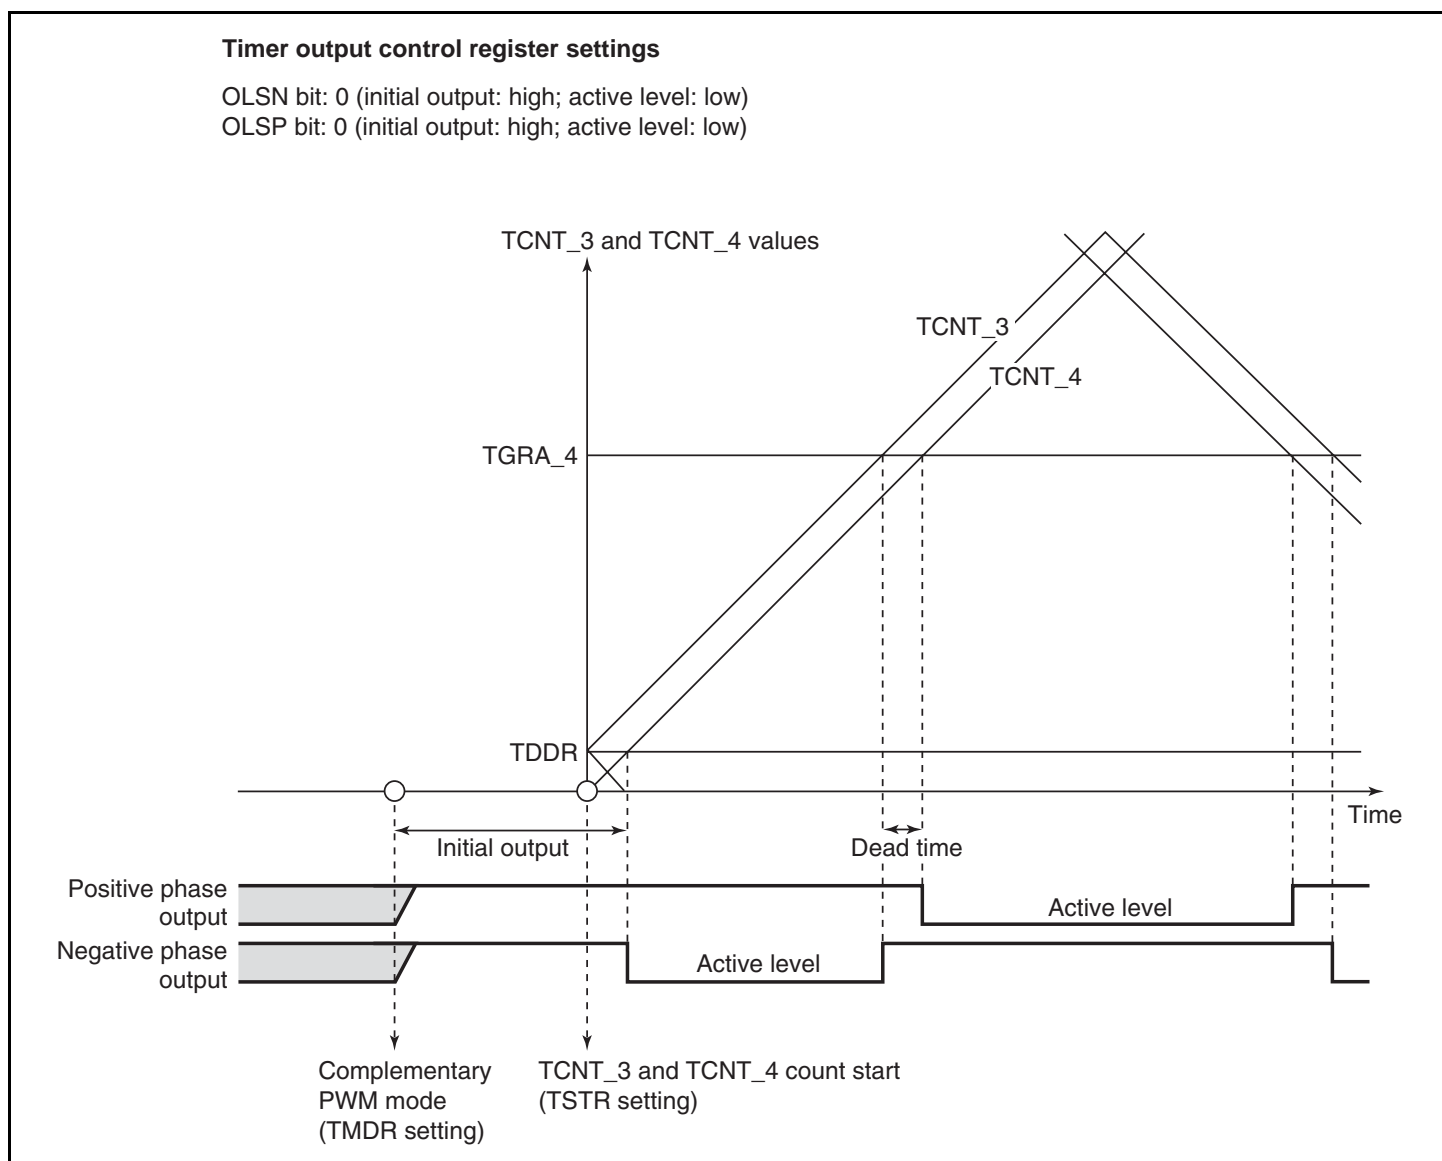 Timer output control register settings
OLSN bit: 0 (initial output: high; active level: low)
OLSP bit: 0 (initial output: high; active level: low)
TCNT_3 and TCNT_4 values
TCNT_3
TCNT_4
TGRA_4
TDDR
Time
Initial output
Dead time
Positive phase
output
Active level
Negative phase
output
Active level
Complementary
PWM mode
(TMDR setting)
TCNT_3 and TCNT_4 count start
(TSTR setting)